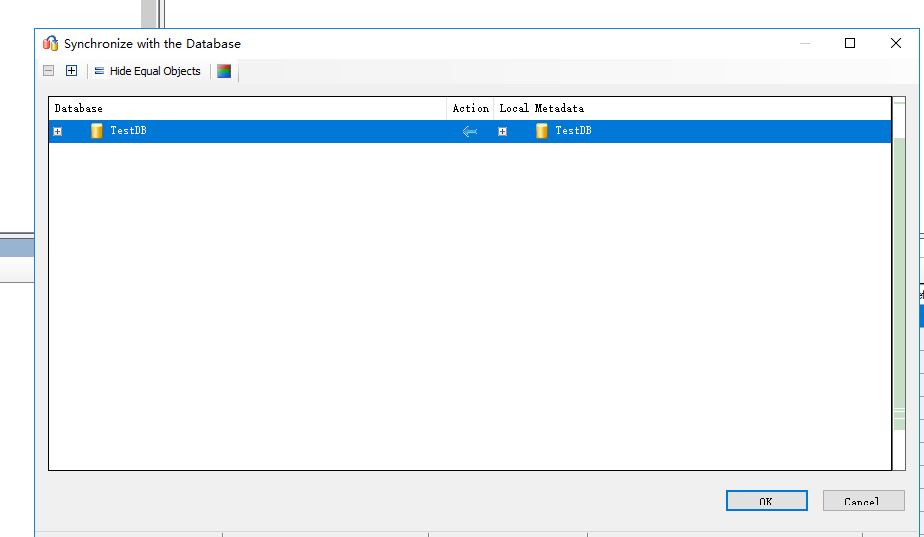 Synchronize with the Database
Hide Equal Objects
Database Action Local Metadata
TestDB TestDB
OK Cancel